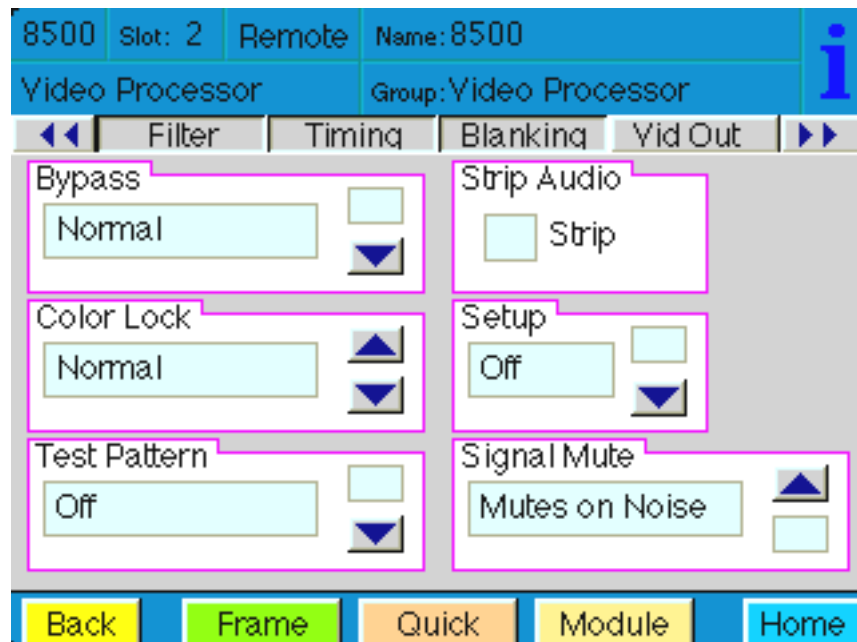 8500 Slot: 2 Remote Name: 8500
Video Processor Group: Video Processor
Filter Timing Blanking Vid Out
Bypass
Normal
Strip Audio
Strip
Color Lock
Normal
Setup
Off
Test Pattern
Off
Signal Mute
Mutes on Noise
Back Frame Quick Module Home